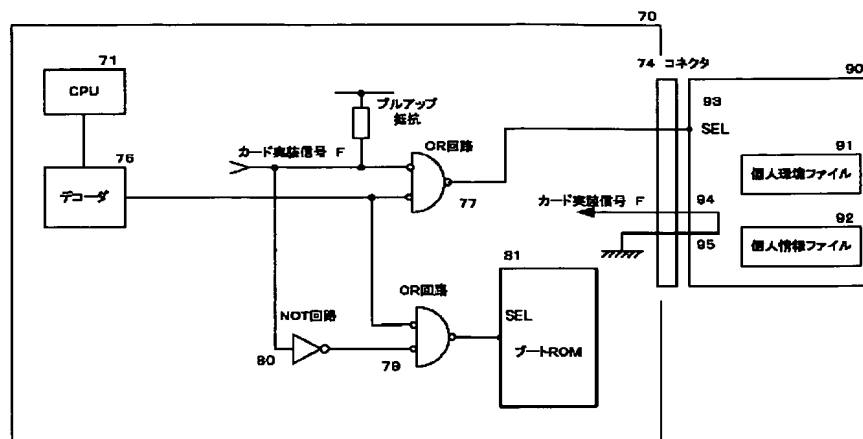 70
74 コネクタ
90
71
CPU
プルアップ
抵抗
93
SEL
OR回路
カード実装信号 F
76
デコーダ
77
91
個人環境ファイル
カード実装信号 F
94
92
個人情報ファイル
95
81
OR回路
SEL
NOT回路
ブートROM
80
79